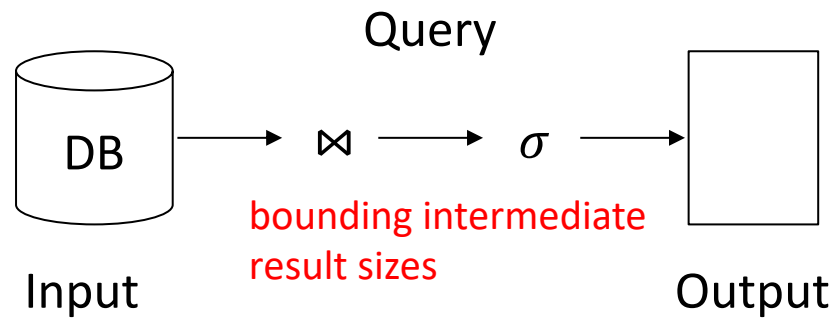 Query
DB
⋈
σ
bounding intermediate
result sizes
Input
Output